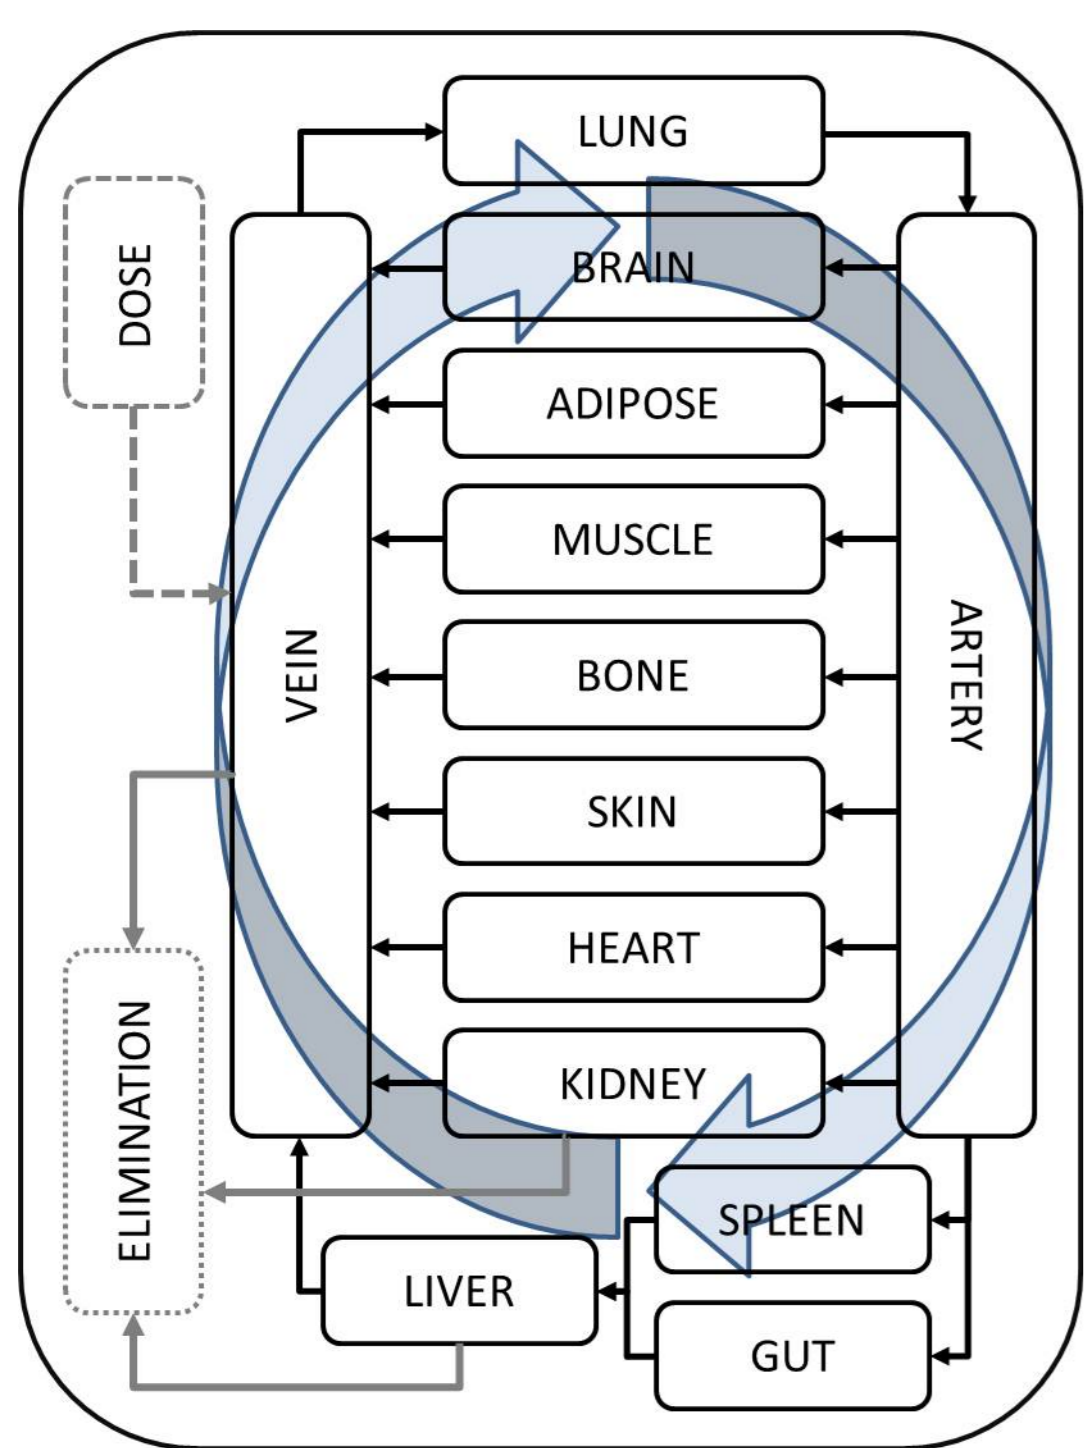 LUNG
DOSE
BRAIN
ADIPOSE
MUSCLE
VEIN
BONE
ARTERY
SKIN
HEART
ELIMINATION
KIDNEY
SPLEEN
LIVER
GUT